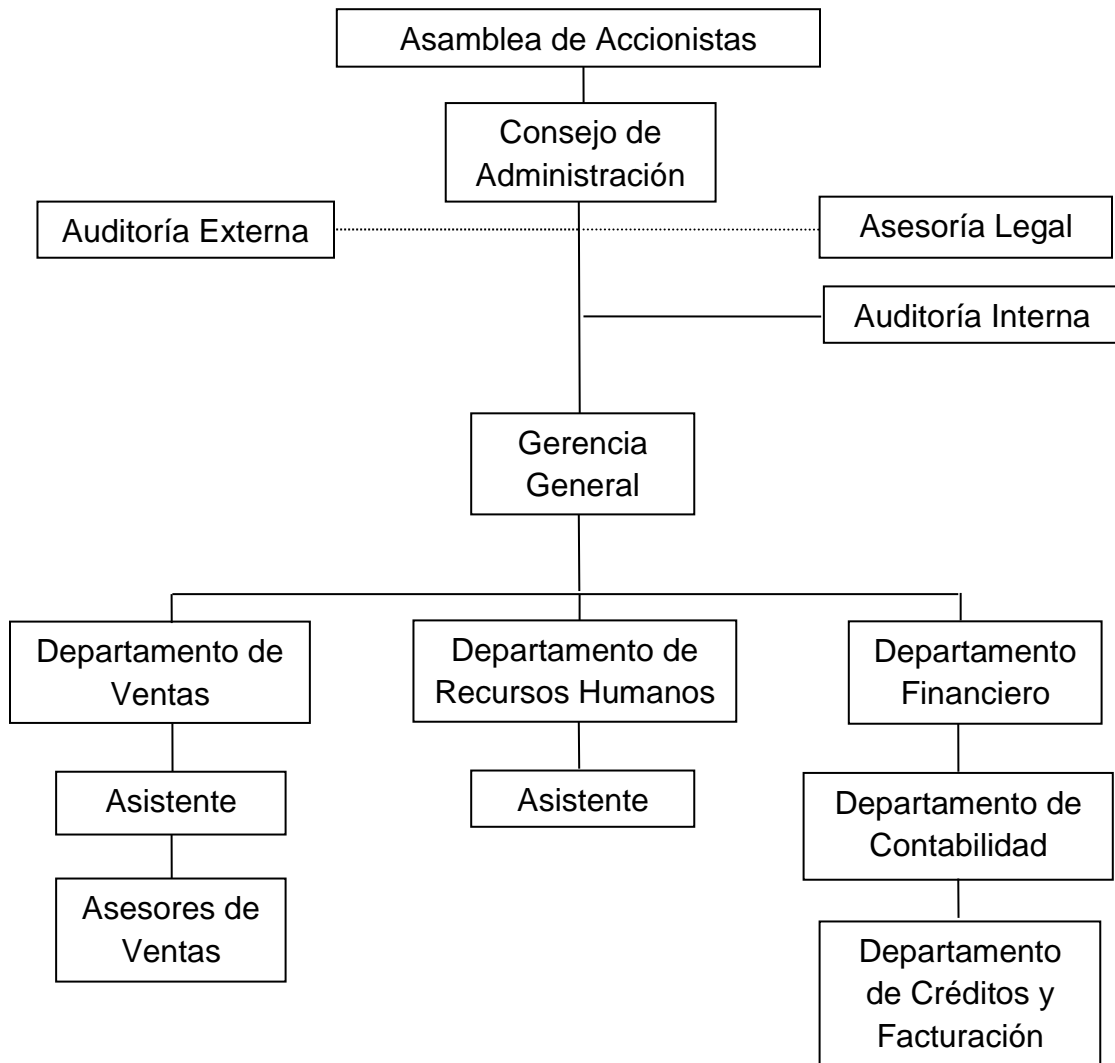 Asamblea de Accionistas
Consejo de
Administración
Auditoría Externa
Asesoría Legal
Auditoría Interna
Gerencia
General
Departamento de
Ventas
Departamento de
Recursos Humanos
Departamento
Financiero
Asistente
Asistente
Departamento de
Contabilidad
Asesores de
Ventas
Departamento
de Créditos y
Facturación